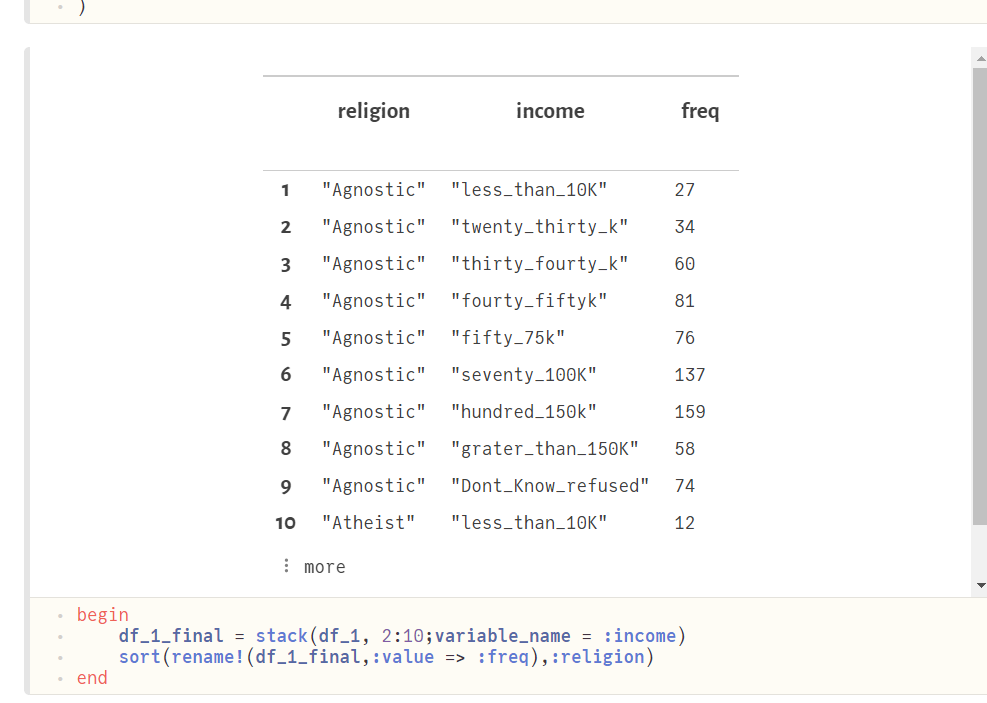 )
religion income freq
1 "Agnostic" "less_than_10K" 27
2 "Agnostic" "twenty_thirty_k" 34
3 "Agnostic" "thirty_fourty_k" 60
4 "Agnostic" "fourty_fiftyk" 81
5 "Agnostic" "fifty_75k" 76
6 "Agnostic" "seventy_100K" 137
7 "Agnostic" "hundred_150k" 159
8 "Agnostic" "grater_than_150K" 58
9 "Agnostic" "Dont_Know_refused" 74
10 "Atheist" "less_than_10K" 12
⋮ more
begin
df_1_final = stack(df_1, 2:10;variable_name = :income)
sort(rename!(df_1_final,:value => :freq),:religion)
end